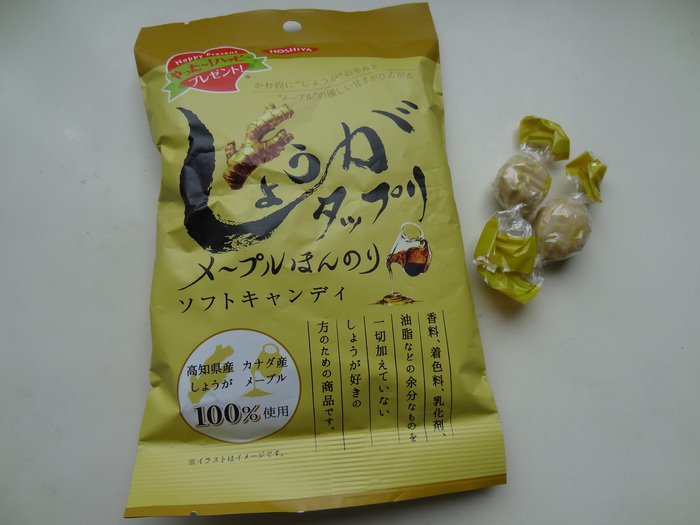 Happy Present
やった〜!ハッピー
プレゼント!
HOSHIYA
かむ程に"しょうが"の辛みと
"メープル"の優しい甘さがひろがる
しょうが
タップリ
メープルほんのり
ソフトキャンディ
高知県産 カナダ産
しょうが メープル
100%使用
香料、着色料、乳化剤、
油脂などの余分なものを
一切加えていない
しょうが好きの
方のための商品です。
※イラストはイメージです。